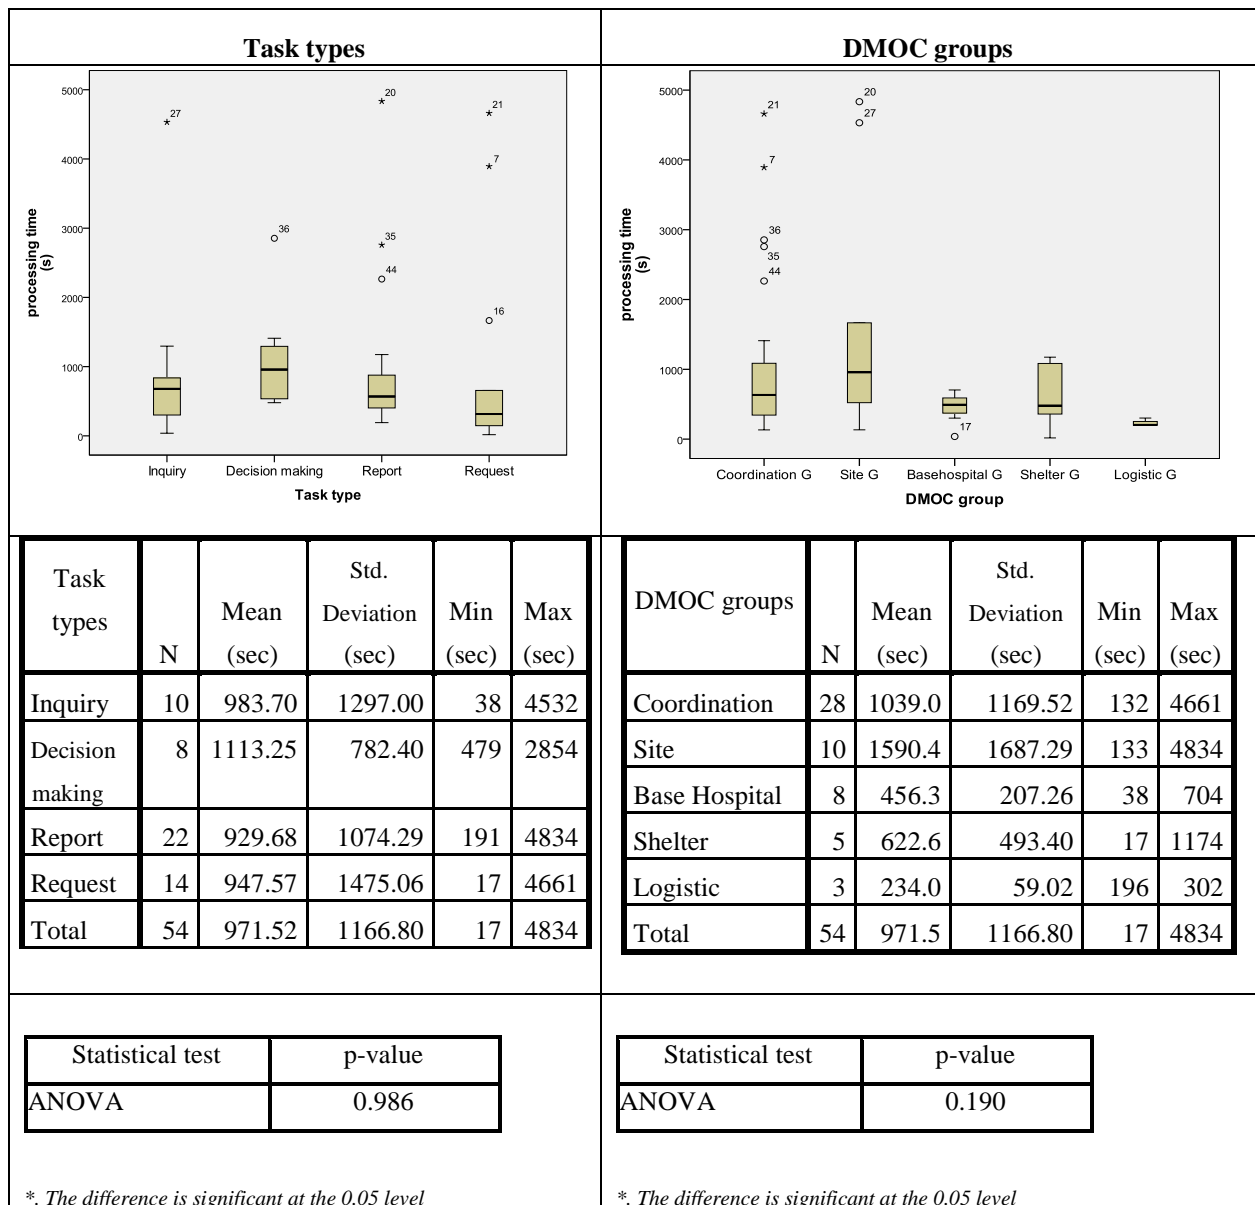 Task types
DMOC groups
5000
4000
3000
2000
1000
0
processing time
(s)
27
36
20
35
44
21
7
16
Inquiry
Decision making
Report
Request
Task type
5000
4000
3000
2000
1000
0
processing time
(s)
21
7
36
35
44
20
27
17
Coordination G
Site G
Basehospital G
Shelter G
Logistic G
DMOC group
Task types N Mean (sec) Std. Deviation (sec) Min (sec) Max (sec)
Inquiry 10 983.70 1297.00 38 4532
Decision making 8 1113.25 782.40 479 2854
Report 22 929.68 1074.29 191 4834
Request 14 947.57 1475.06 17 4661
Total 54 971.52 1166.80 17 4834
DMOC groups N Mean (sec) Std. Deviation (sec) Min (sec) Max (sec)
Coordination 28 1039.0 1169.52 132 4661
Site 10 1590.4 1687.29 133 4834
Base Hospital 8 456.3 207.26 38 704
Shelter 5 622.6 493.40 17 1174
Logistic 3 234.0 59.02 196 302
Total 54 971.5 1166.80 17 4834
Statistical test p-value
ANOVA 0.986
*. The difference is significant at the 0.05 level
Statistical test p-value
ANOVA 0.190
*. The difference is significant at the 0.05 level